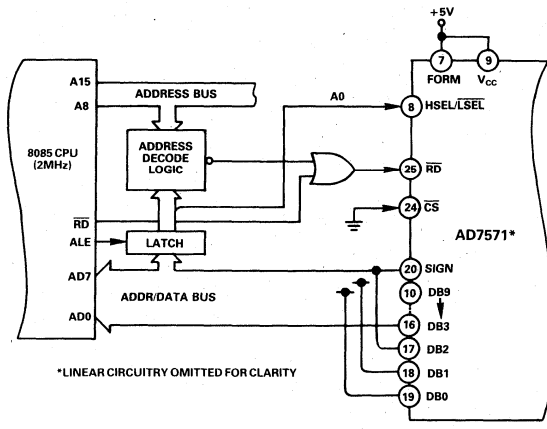 +5V
7
9
FORM
VCC
A15
ADDRESS BUS
A8
A0
8
HSEL/LSEL
8085 CPU
(2MHz)
ADDRESS
DECODE
LOGIC
25
RD
24
CS
RD
ALE
LATCH
AD7571*
AD7
ADDR/DATA BUS
20
SIGN
10
DB9
AD0
16
DB3
17
DB2
18
DB1
19
DB0
*LINEAR CIRCUITRY OMITTED FOR CLARITY